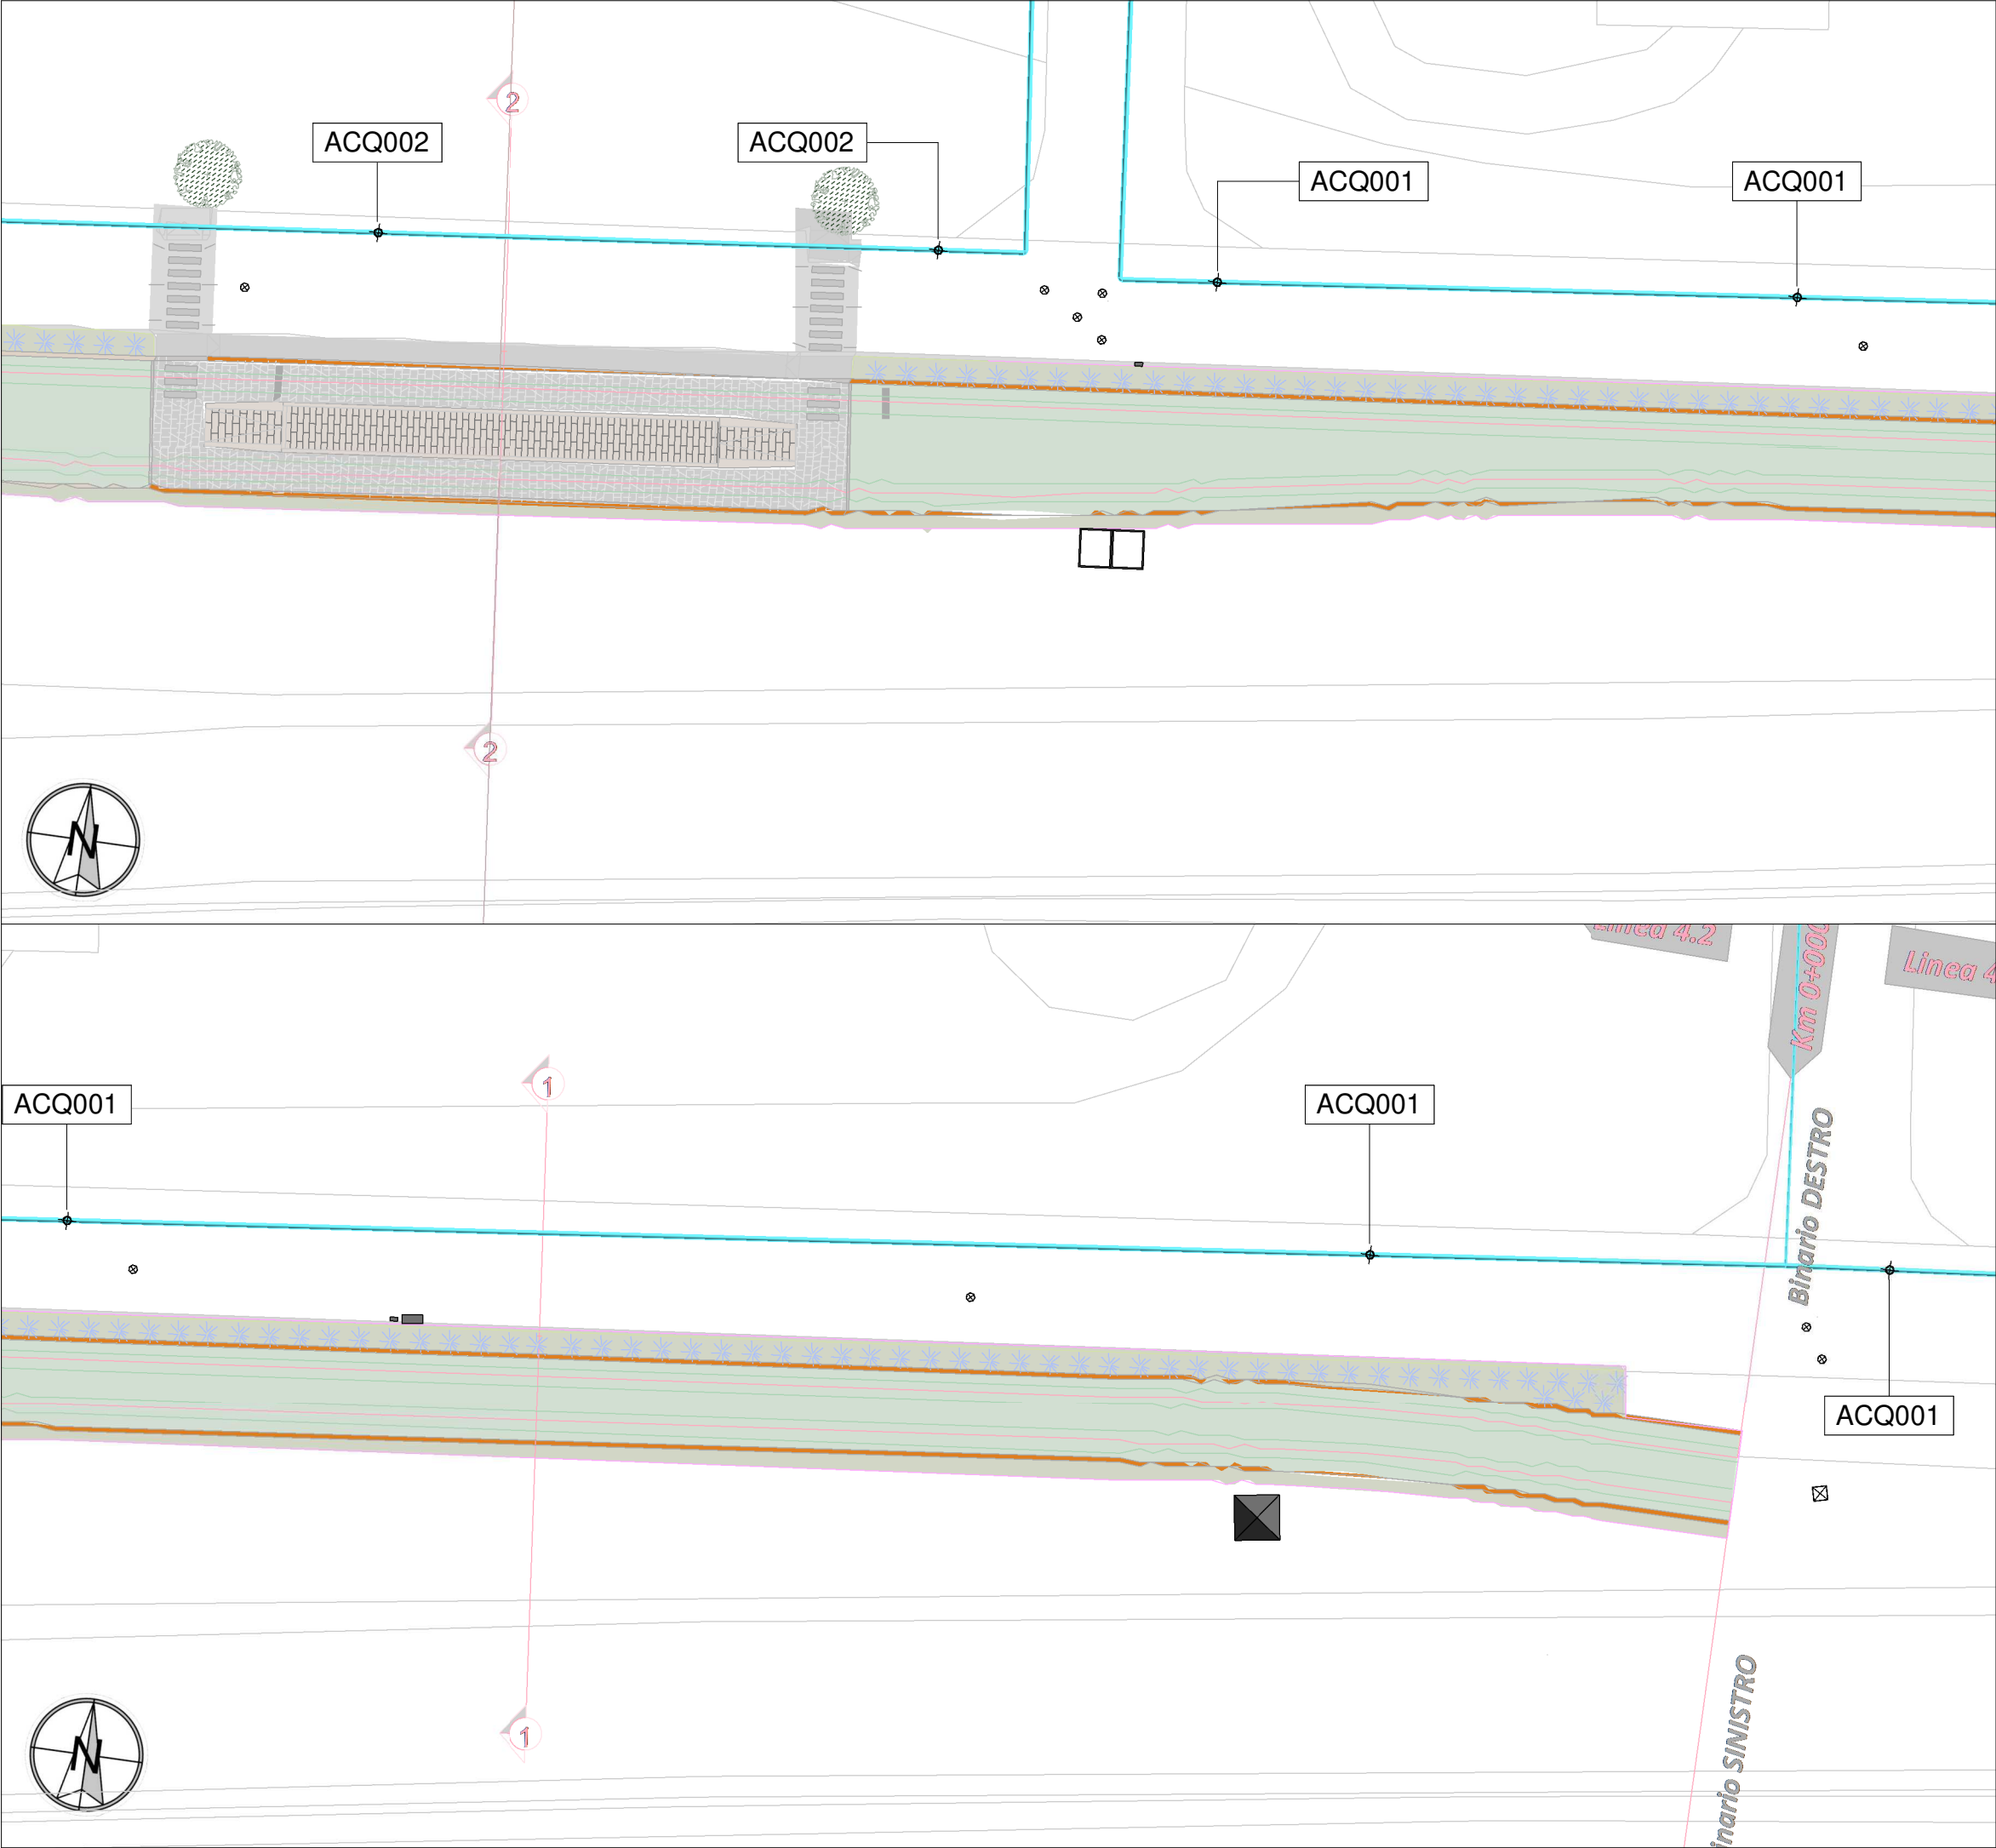 2
ACQ002
ACQ002
ACQ001
ACQ001
2
N
Linea 4.2
Km 0+000
Linea 4
ACQ001
1
ACQ001
Binario DESTRO
ACQ001
1
N
inario SINISTRO